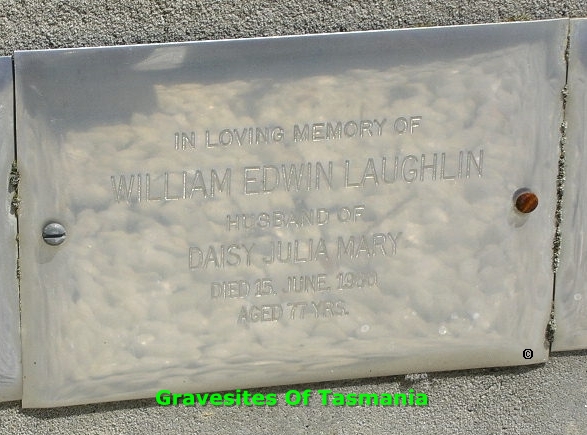 IN LOVING MEMORY OF
WILLIAM EDWIN LAUGHLIN
HUSBAND OF
DAISY JULIA MARY
DIED 15. JUNE.
AGED 77 YRS.
©
Gravesites Of Tasmania